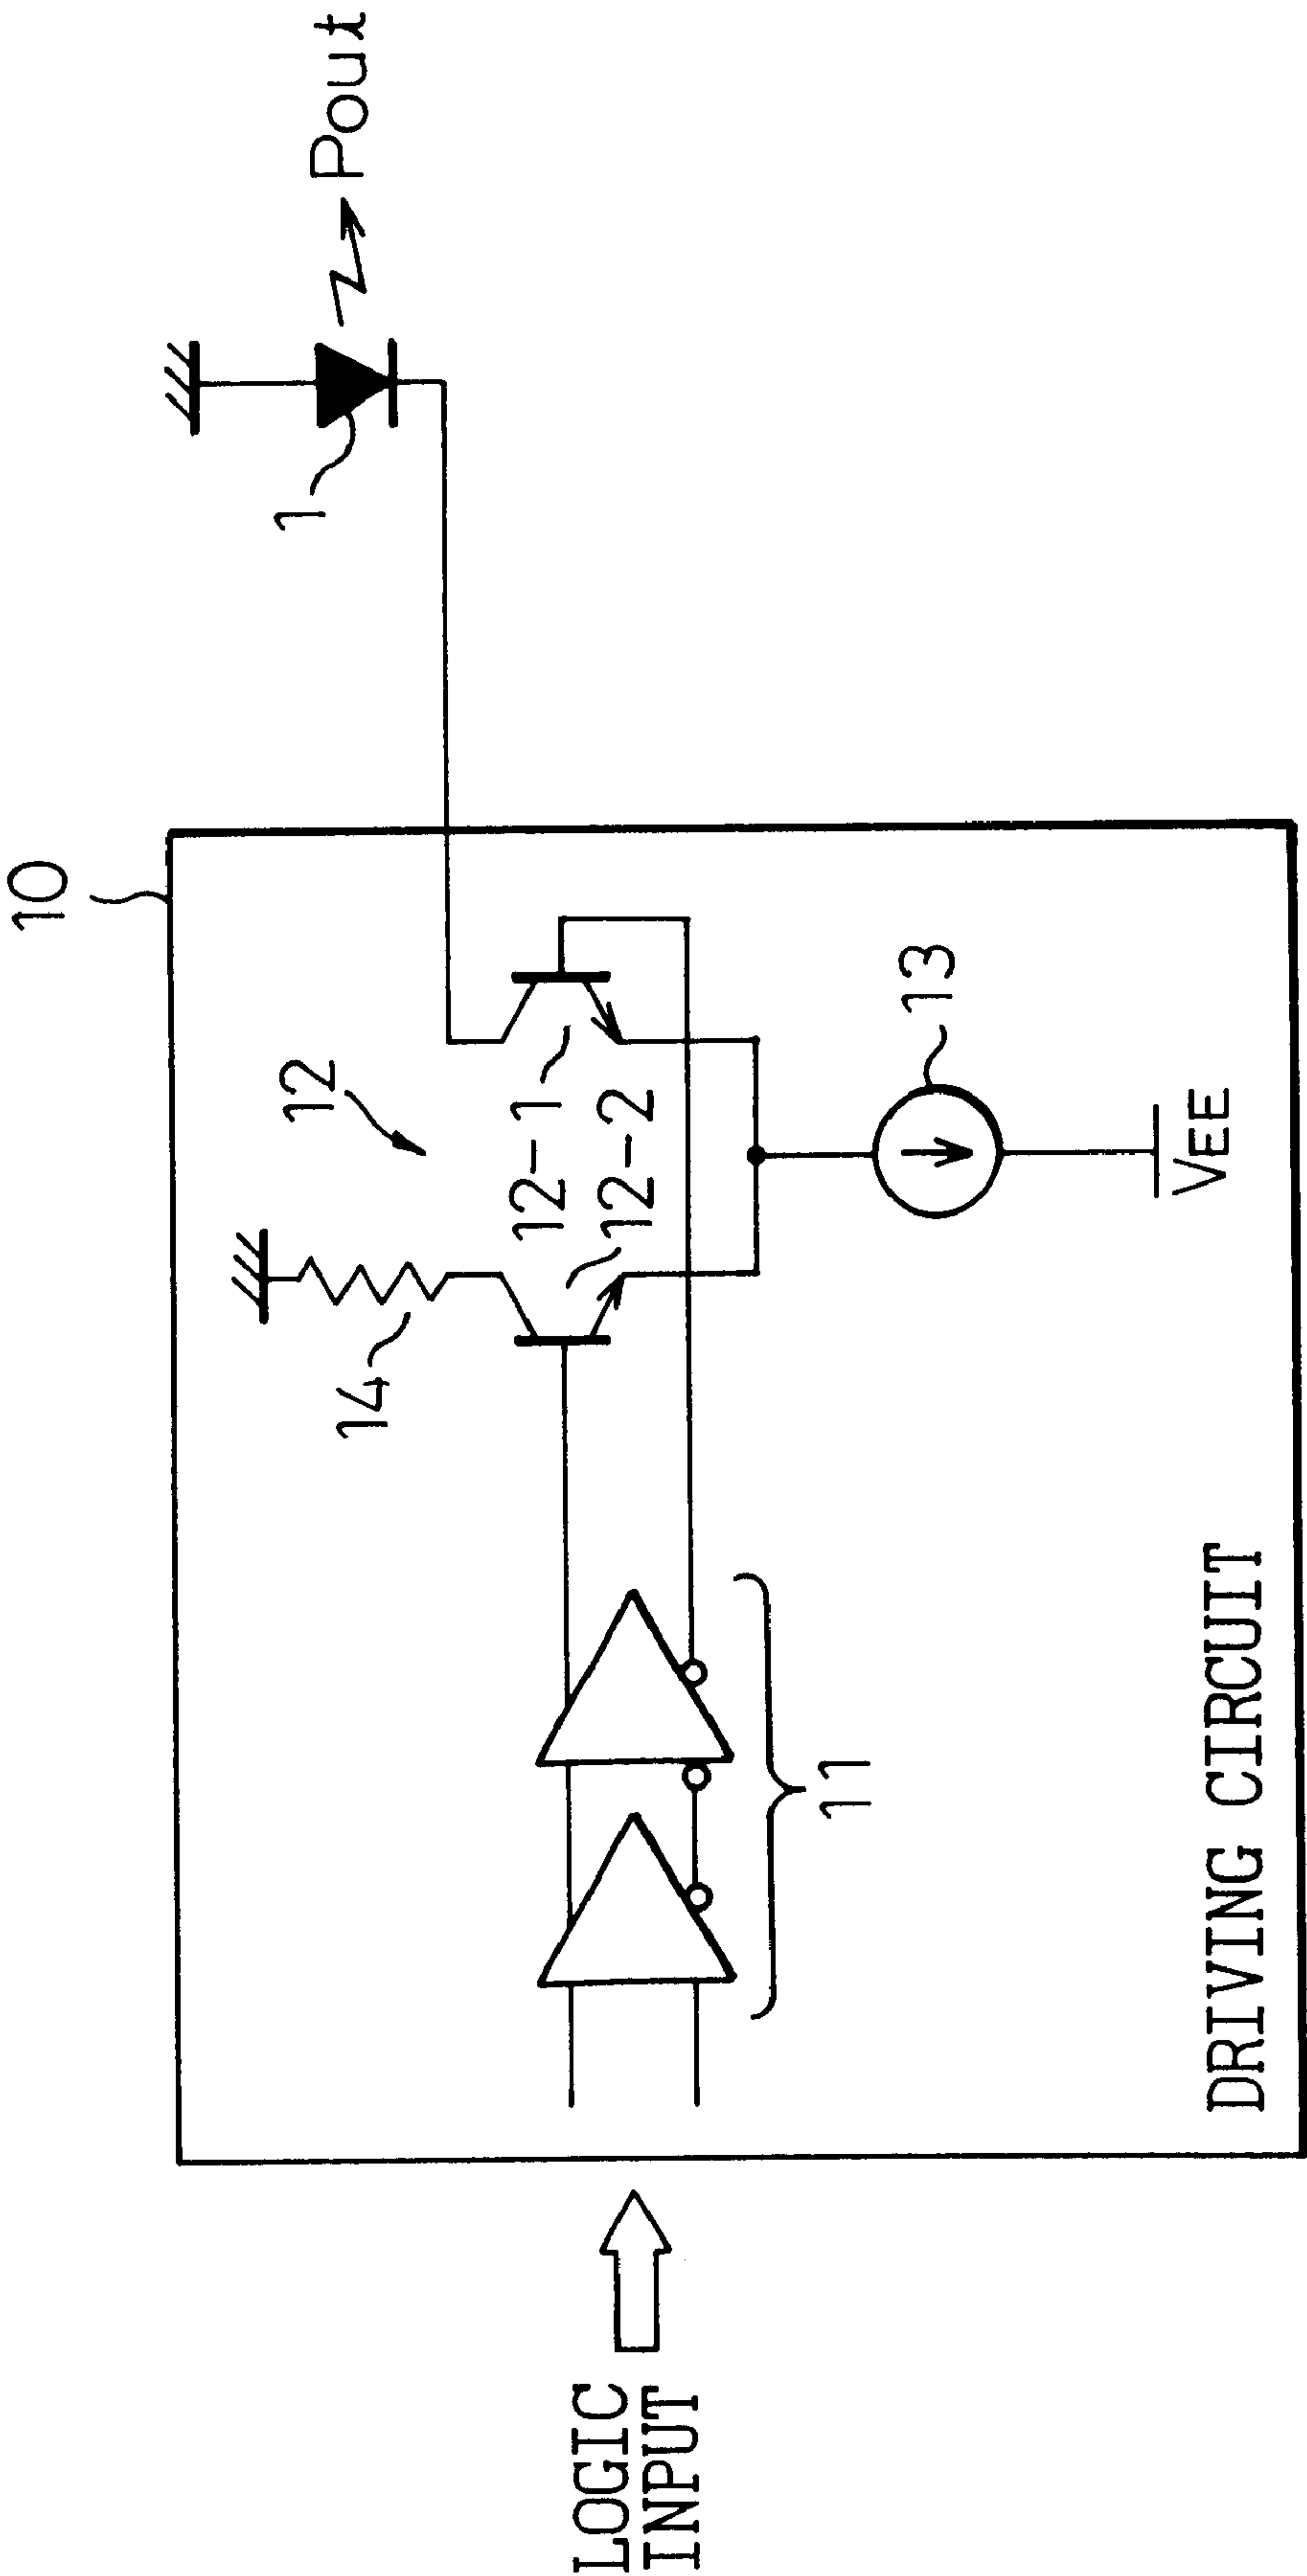 10
12
14
12-1
12-2
1
Pout
13
VEE
11
LOGIC
INPUT
DRIVING CIRCUIT